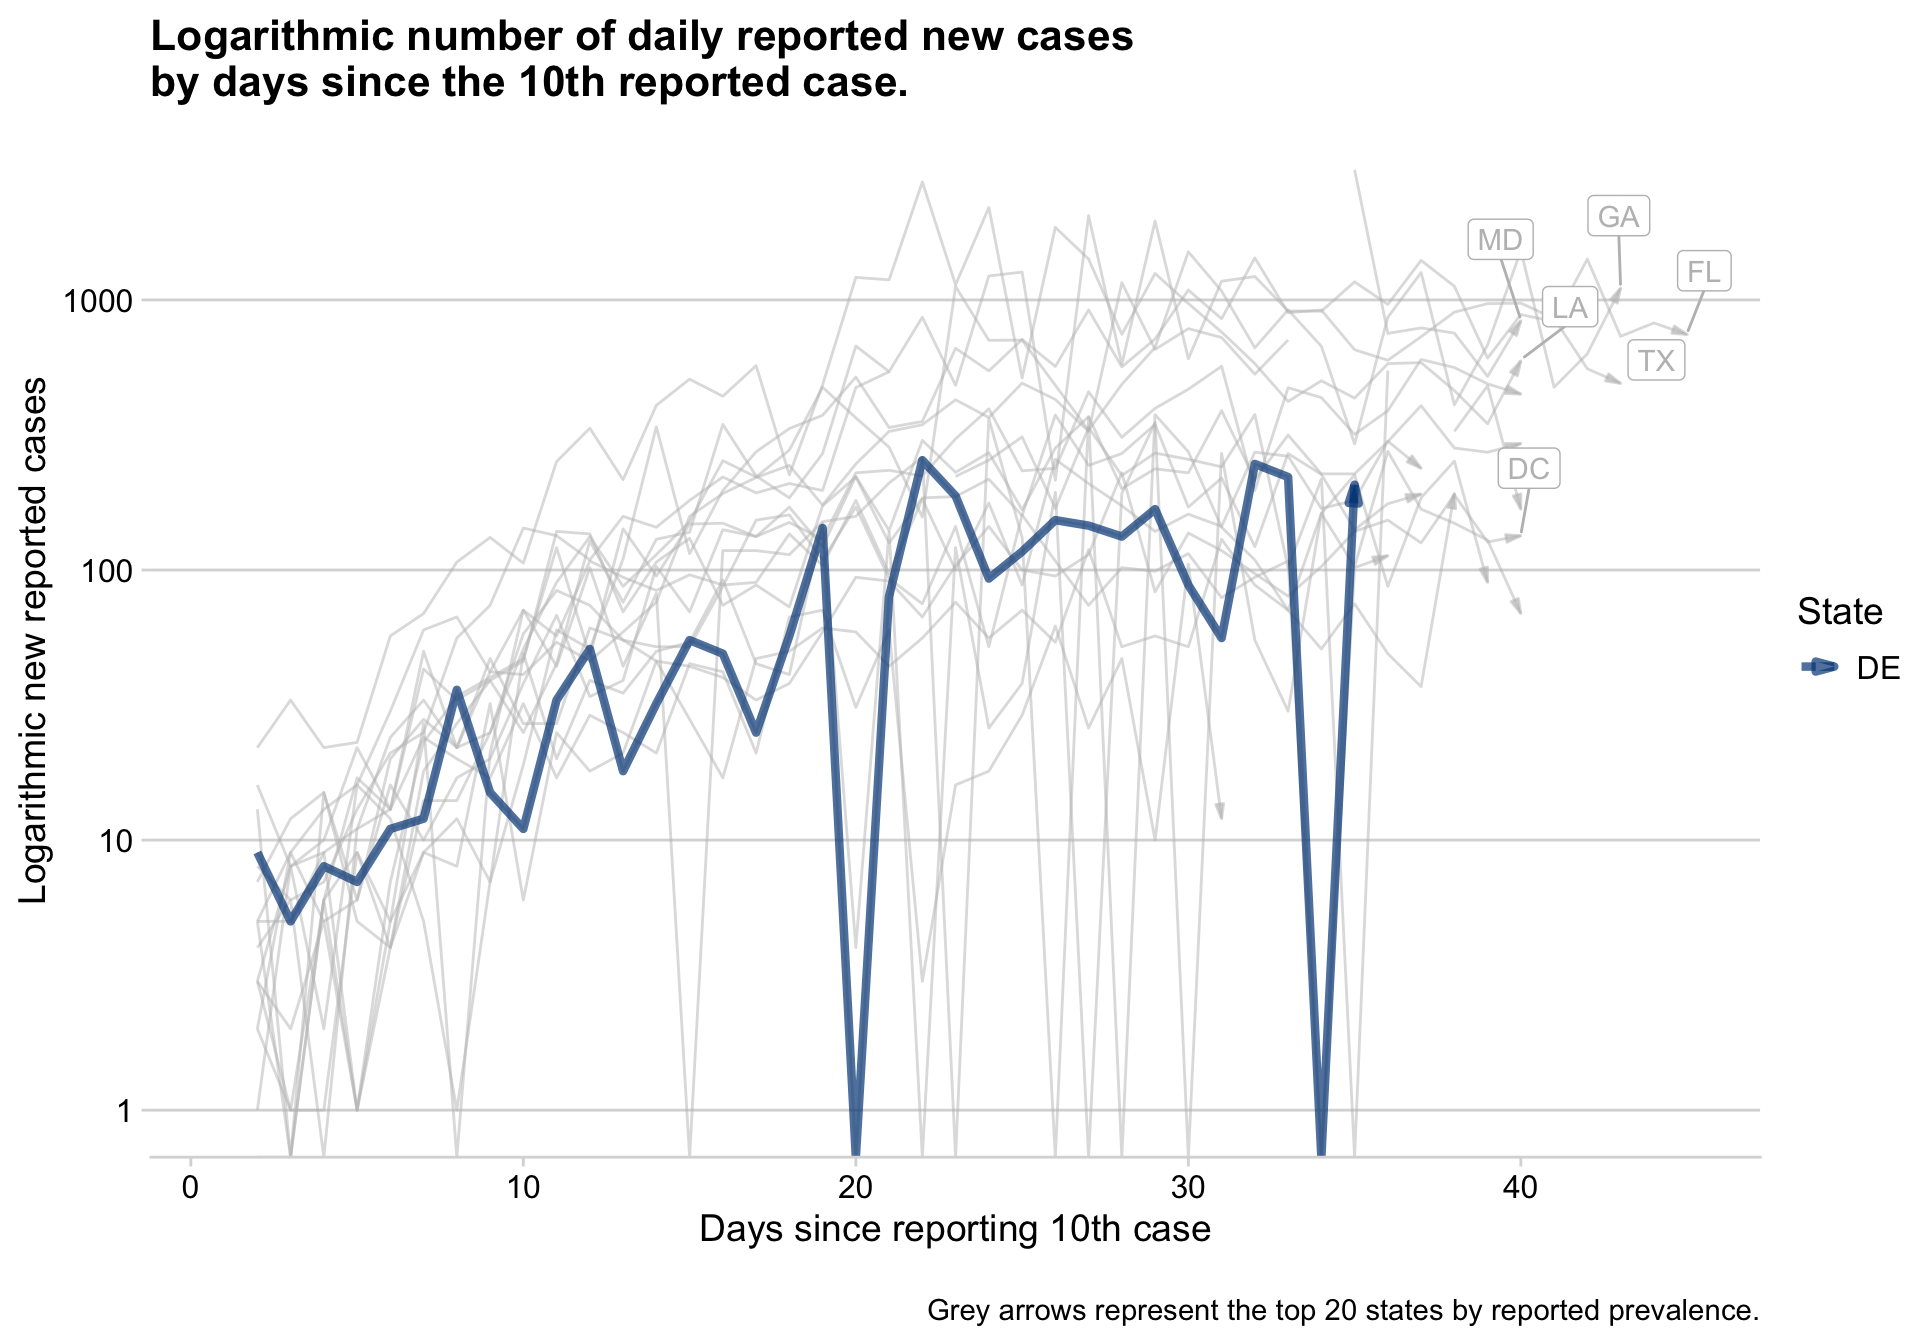 Logarithmic number of daily reported new cases
by days since the 10th reported case.
Logarithmic new reported cases
1000
100
10
1
MD
GA
FL
LA
TX
DC
State
DE
0
10
20
30
40
Days since reporting 10th case
Grey arrows represent the top 20 states by reported prevalence.